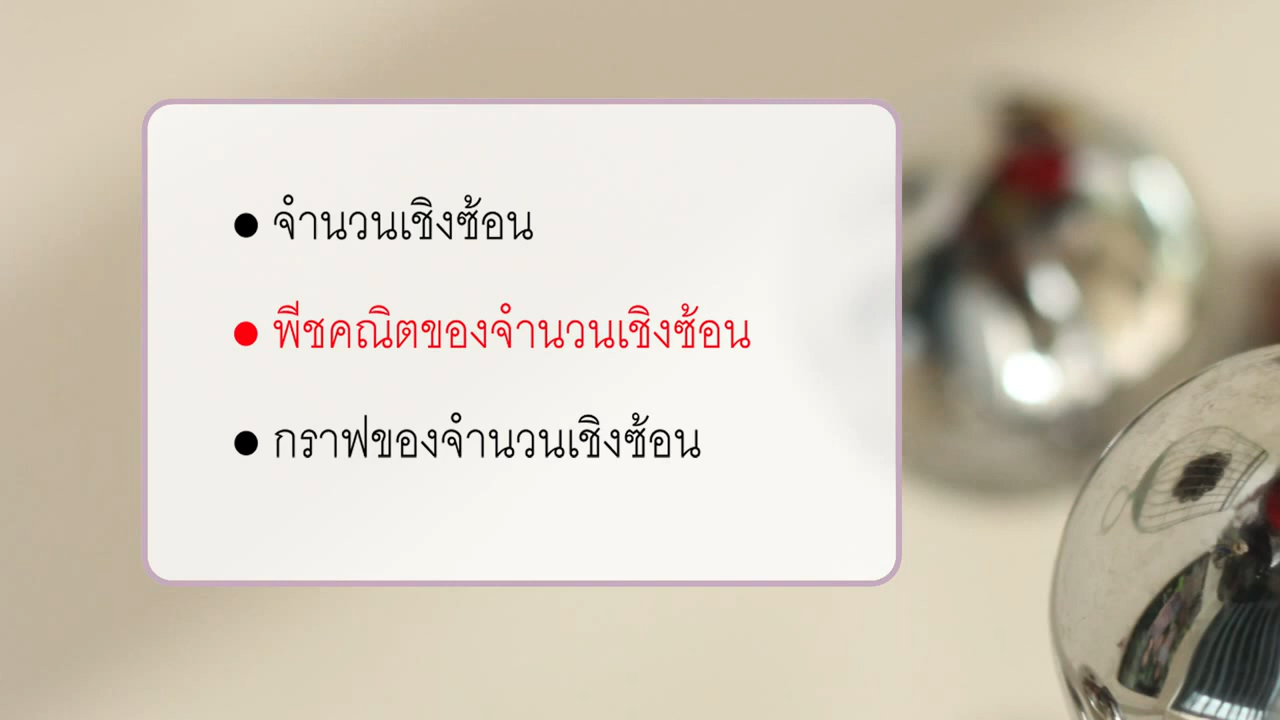 ● จำนวนเชิงซ้อน
● พีชคณิตของจำนวนเชิงซ้อน
● กราฟของจำนวนเชิงซ้อน